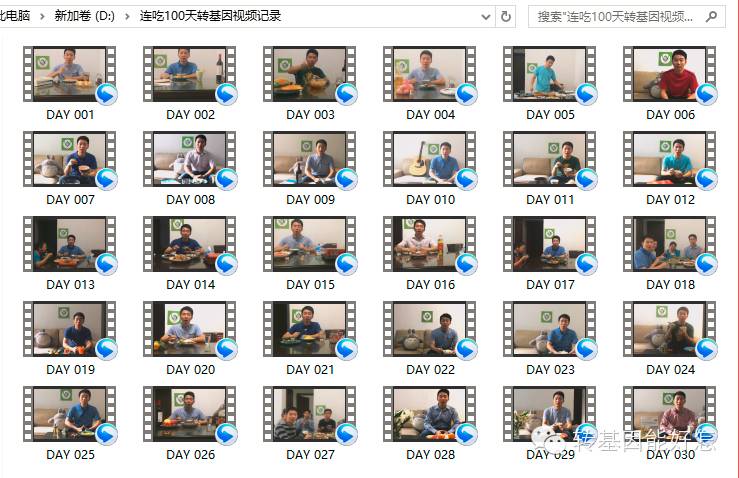 此电脑 > 新加卷 (D:) > 连吃100天转基因视频记录
搜索"连吃100天转基因视频...
DAY 001 DAY 002 DAY 003 DAY 004 DAY 005 DAY 006
DAY 007 DAY 008 DAY 009 DAY 010 DAY 011 DAY 012
DAY 013 DAY 014 DAY 015 DAY 016 DAY 017 DAY 018
DAY 019 DAY 020 DAY 021 DAY 022 DAY 023 DAY 024
DAY 025 DAY 026 DAY 027 DAY 028 DAY 029 DAY 030
转基因能好怎